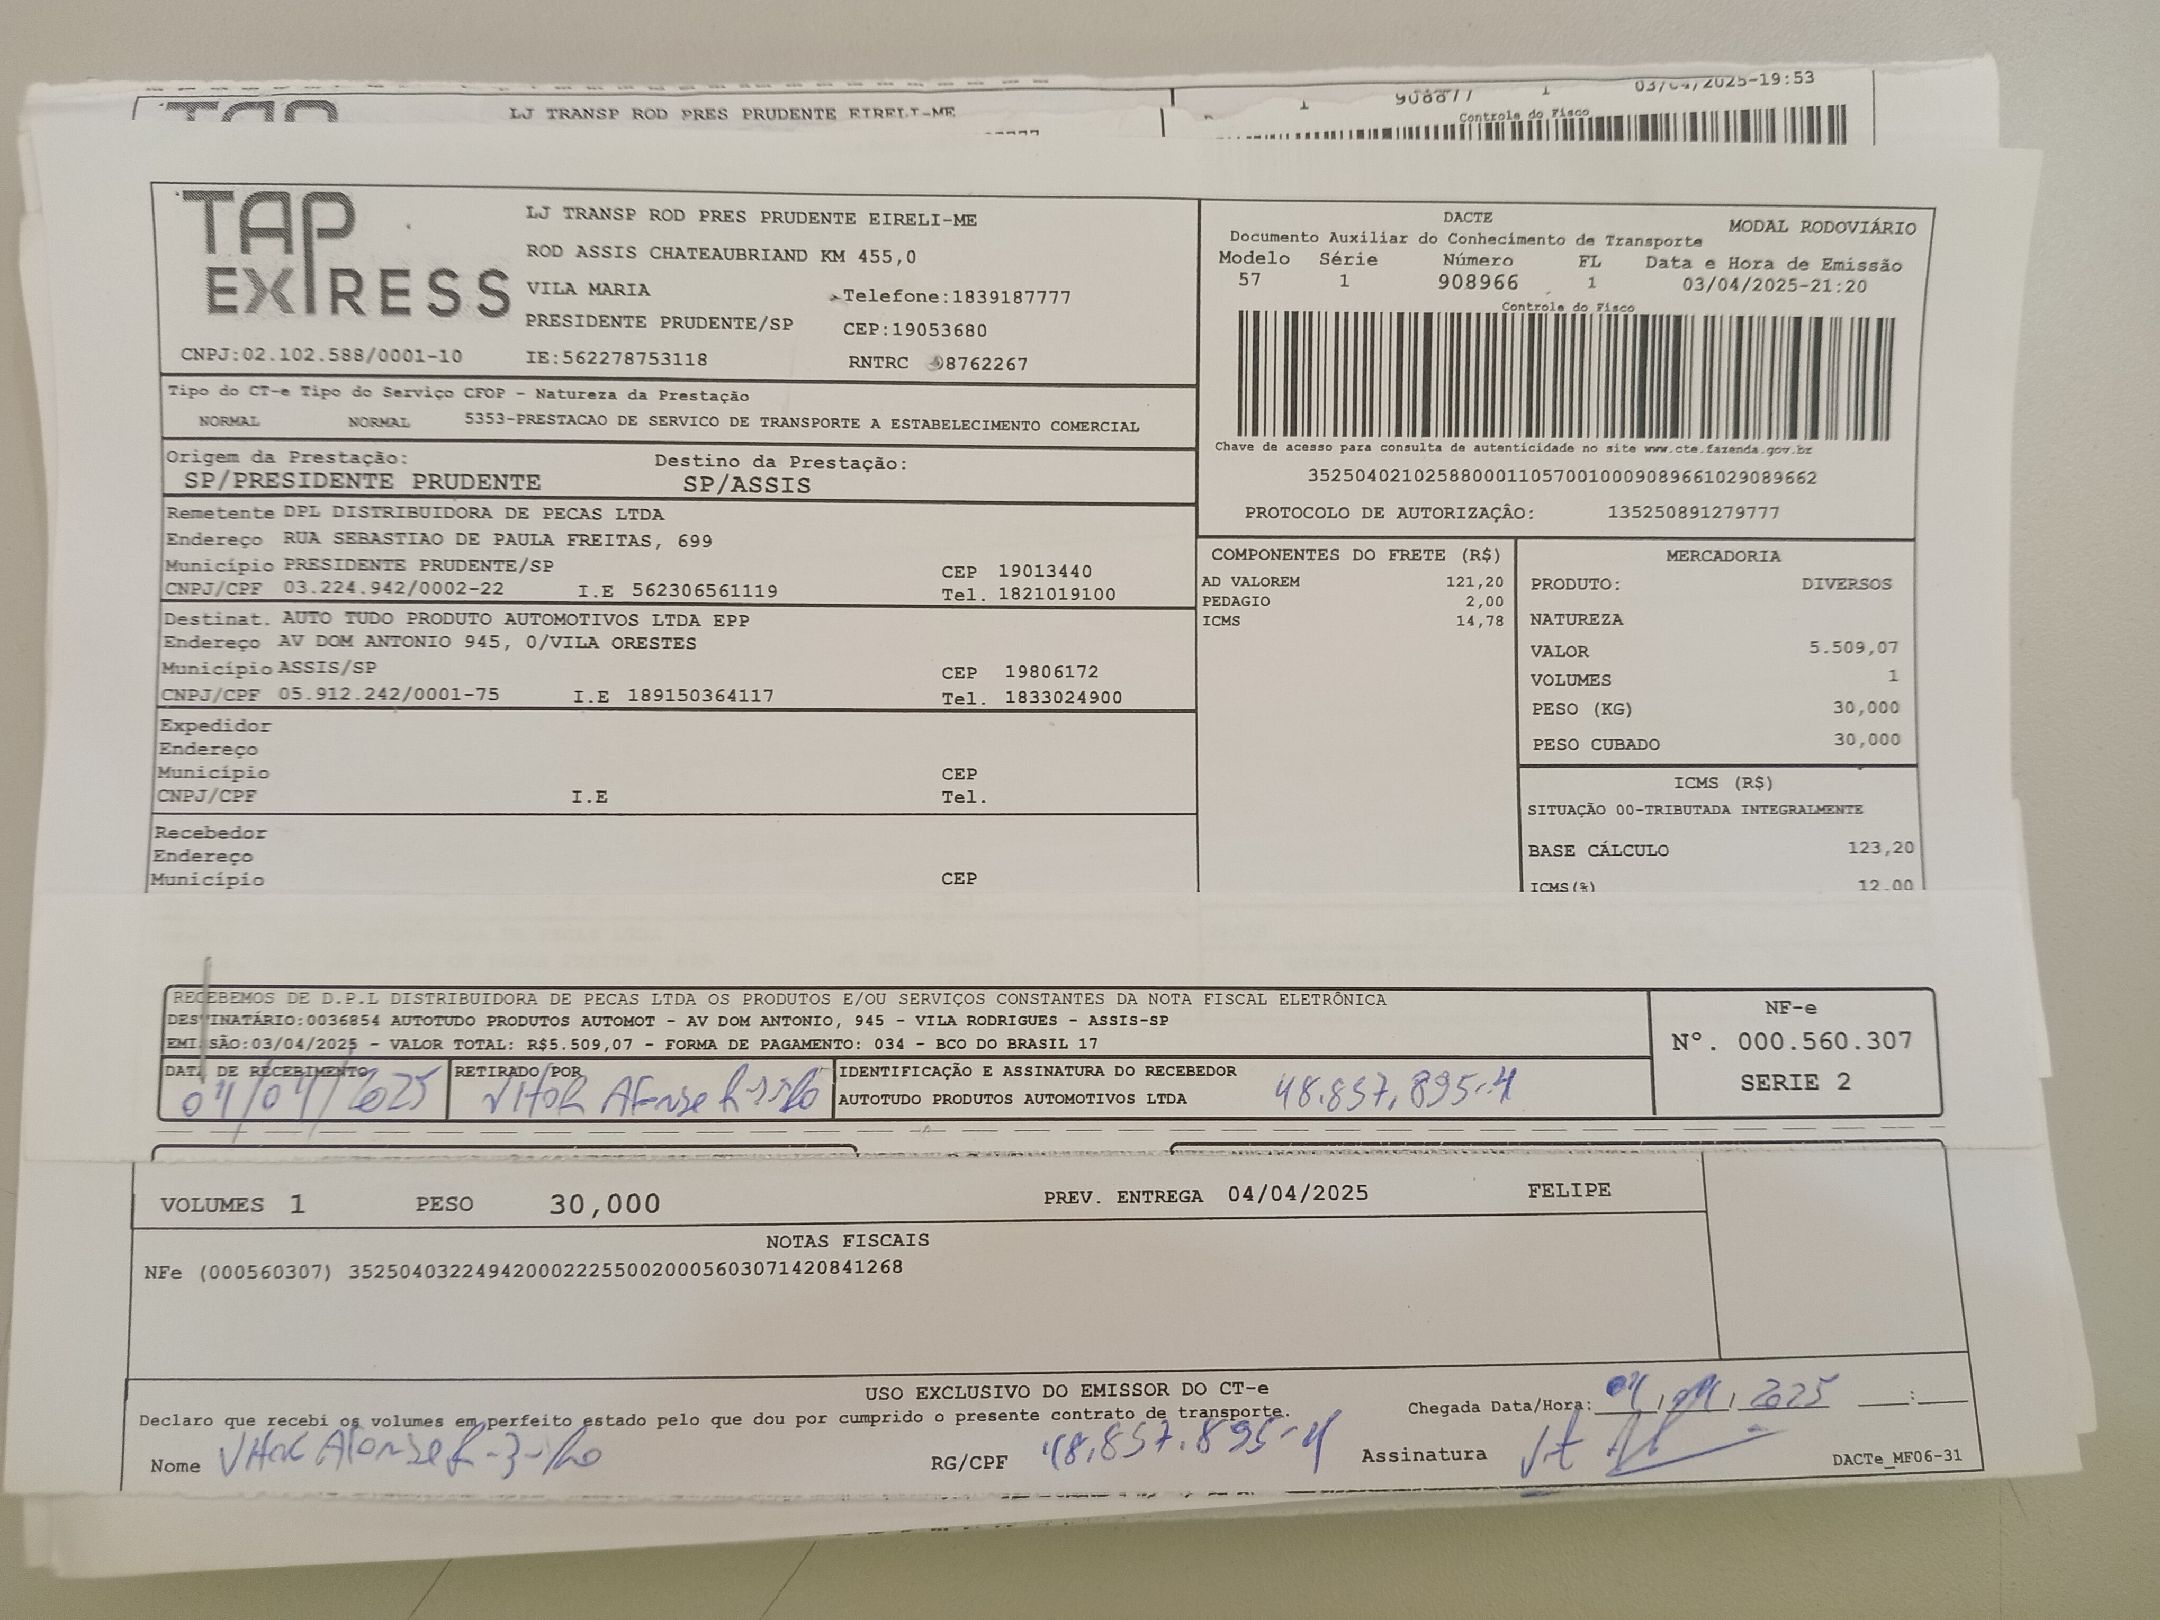 LJ TRANSP ROD PRES PRUDENTE EIRELI-ME
908877 1 03/04/2025-19:53
Controle do Fisco
TAP EXPRESS
LJ TRANSP ROD PRES PRUDENTE EIRELI-ME
ROD ASSIS CHATEAUBRIAND KM 455,0
VILA MARIA Telefone:1839187777
PRESIDENTE PRUDENTE/SP CEP:19053680
CNPJ:02.102.588/0001-10 IE:562278753118 RNTRC 08762267
DACTE MODAL RODOVIÁRIO
Documento Auxiliar do Conhecimento de Transporte
Modelo Série Número FL Data e Hora de Emissão
57 1 908966 1 03/04/2025-21:20
Controle do Fisco
Chave de acesso para consulta de autenticidade no site www.cte.fazenda.gov.br
35250402102588000110570010009089661029089662
PROTOCOLO DE AUTORIZAÇÂO: 135250891279777
Tipo do CT-e Tipo do Serviço CFOP - Natureza da Prestação
NORMAL NORMAL 5353-PRESTACAO DE SERVICO DE TRANSPORTE A ESTABELECIMENTO COMERCIAL
Origem da Prestação: Destino da Prestação:
SP/PRESIDENTE PRUDENTE SP/ASSIS
Remetente DPL DISTRIBUIDORA DE PECAS LTDA
Endereço RUA SEBASTIAO DE PAULA FREITAS, 699
Município PRESIDENTE PRUDENTE/SP CEP 19013440
CNPJ/CPF 03.224.942/0002-22 I.E 562306561119 Tel. 1821019100
Destinat. AUTO TUDO PRODUTO AUTOMOTIVOS LTDA EPP
Endereço AV DOM ANTONIO 945, 0/VILA ORESTES
Município ASSIS/SP CEP 19806172
CNPJ/CPF 05.912.242/0001-75 I.E 189150364117 Tel. 1833024900
Expedidor
Endereço
Município CEP
CNPJ/CPF I.E Tel.
Recebedor
Endereço
Município CEP
COMPONENTES DO FRETE (R$)
AD VALOREM 121,20
PEDAGIO 2,00
ICMS 14,78
MERCADORIA
PRODUTO: DIVERSOS
NATUREZA
VALOR 5.509,07
VOLUMES 1
PESO (KG) 30,000
PESO CUBADO 30,000
ICMS (R$)
SITUAÇÃO 00-TRIBUTADA INTEGRALMENTE
BASE CÁLCULO 123,20
ICMS(%) 12,00
RECEBEMOS DE D.P.L DISTRIBUIDORA DE PECAS LTDA OS PRODUTOS E/OU SERVIÇOS CONSTANTES DA NOTA FISCAL ELETRÔNICA
DESTINATÁRIO:0036854 AUTOTUDO PRODUTOS AUTOMOT - AV DOM ANTONIO, 945 - VILA RODRIGUES - ASSIS-SP
EMISSÃO:03/04/2025 - VALOR TOTAL: R$5.509,07 - FORMA DE PAGAMENTO: 034 - BCO DO BRASIL 17
NF-e
Nº. 000.560.307
SERIE 2
DATA DE RECEBIMENTO RETIRADO POR IDENTIFICAÇÃO E ASSINATURA DO RECEBEDOR
04/04/2025 AUTOTUDO PRODUTOS AUTOMOTIVOS LTDA 48.857.895-4
VOLUMES 1 PESO 30,000 PREV. ENTREGA 04/04/2025 FELIPE
NOTAS FISCAIS
NFe (000560307) 35250403224942000222550020005603071420841268
USO EXCLUSIVO DO EMISSOR DO CT-e
Declaro que recebi os volumes em perfeito estado pelo que dou por cumprido o presente contrato de transporte.
Chegada Data/Hora: 04/04/2025 __:__
Nome RG/CPF 48.857.895-4 Assinatura DACTe_MF06-31